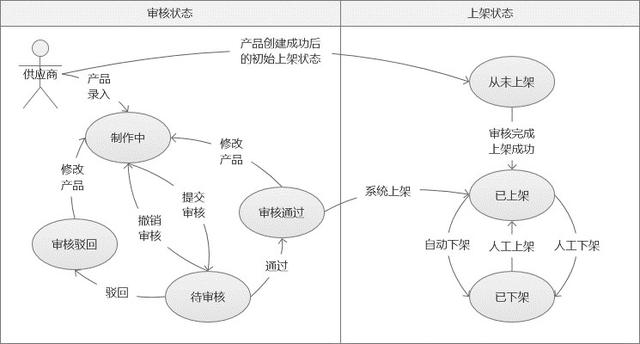 审核状态
上架状态
产品创建成功后
的初始上架状态
供应商
产品
录入
从未上架
制作中
修改
产品
审核完成
上架成功
修改
产品
提交
审核
撤销
审核
审核通过
系统上架
已上架
审核驳回
自动下架
人工上架
人工下架
通过
驳回
待审核
已下架